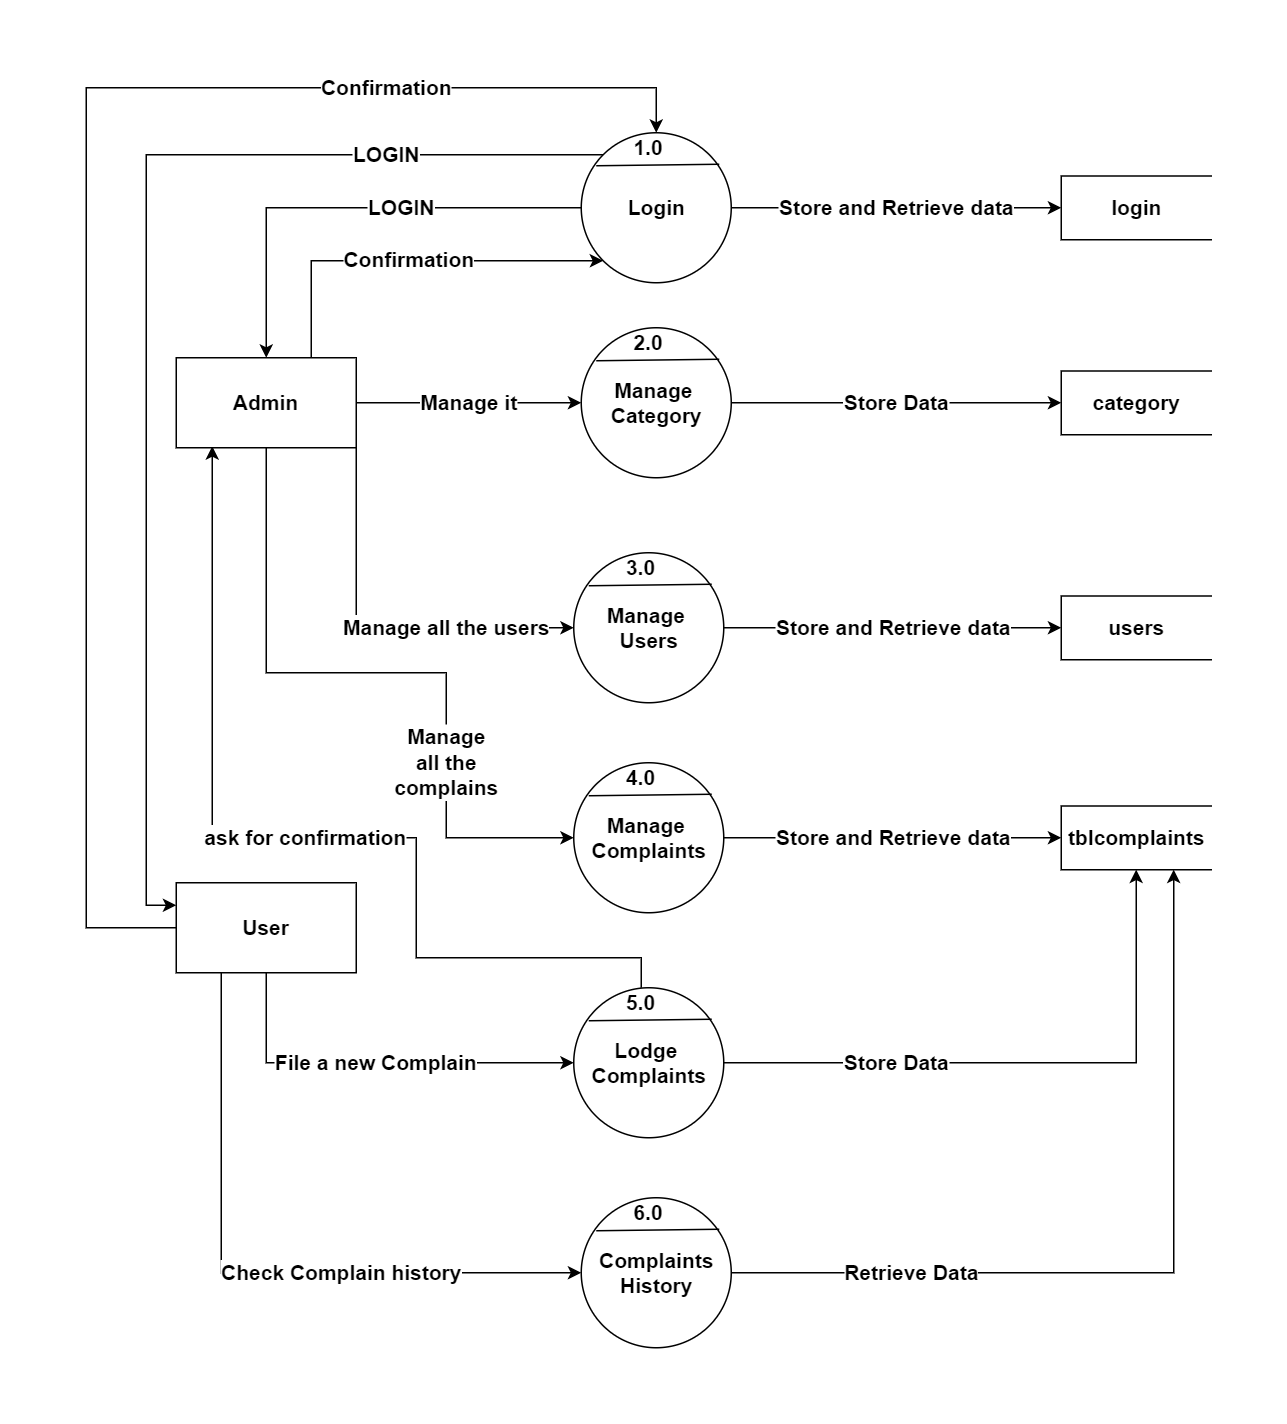 Confirmation
1.0
LOGIN
LOGIN
Login
Store and Retrieve data
login
Confirmation
2.0
Admin
Manage it
Manage
Category
Store Data
category
3.0
Manage all the users
Manage
Users
Store and Retrieve data
users
Manage
all the
complains
4.0
ask for confirmation
Manage
Complaints
Store and Retrieve data
tblcomplaints
User
5.0
File a new Complain
Lodge
Complaints
Store Data
6.0
Check Complain history
Complaints
History
Retrieve Data